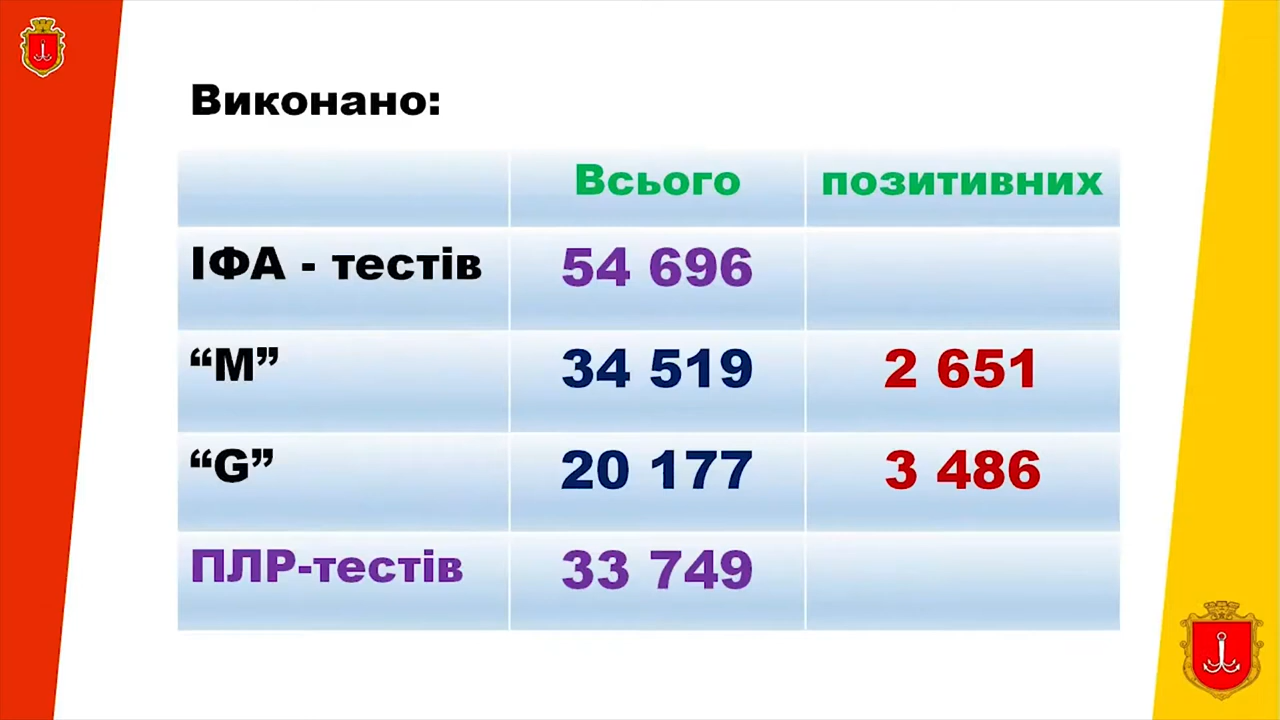 Виконано:
Всього позитивних
ІФА - тестів 54 696
“М” 34 519 2 651
“G” 20 177 3 486
ПЛР-тестів 33 749